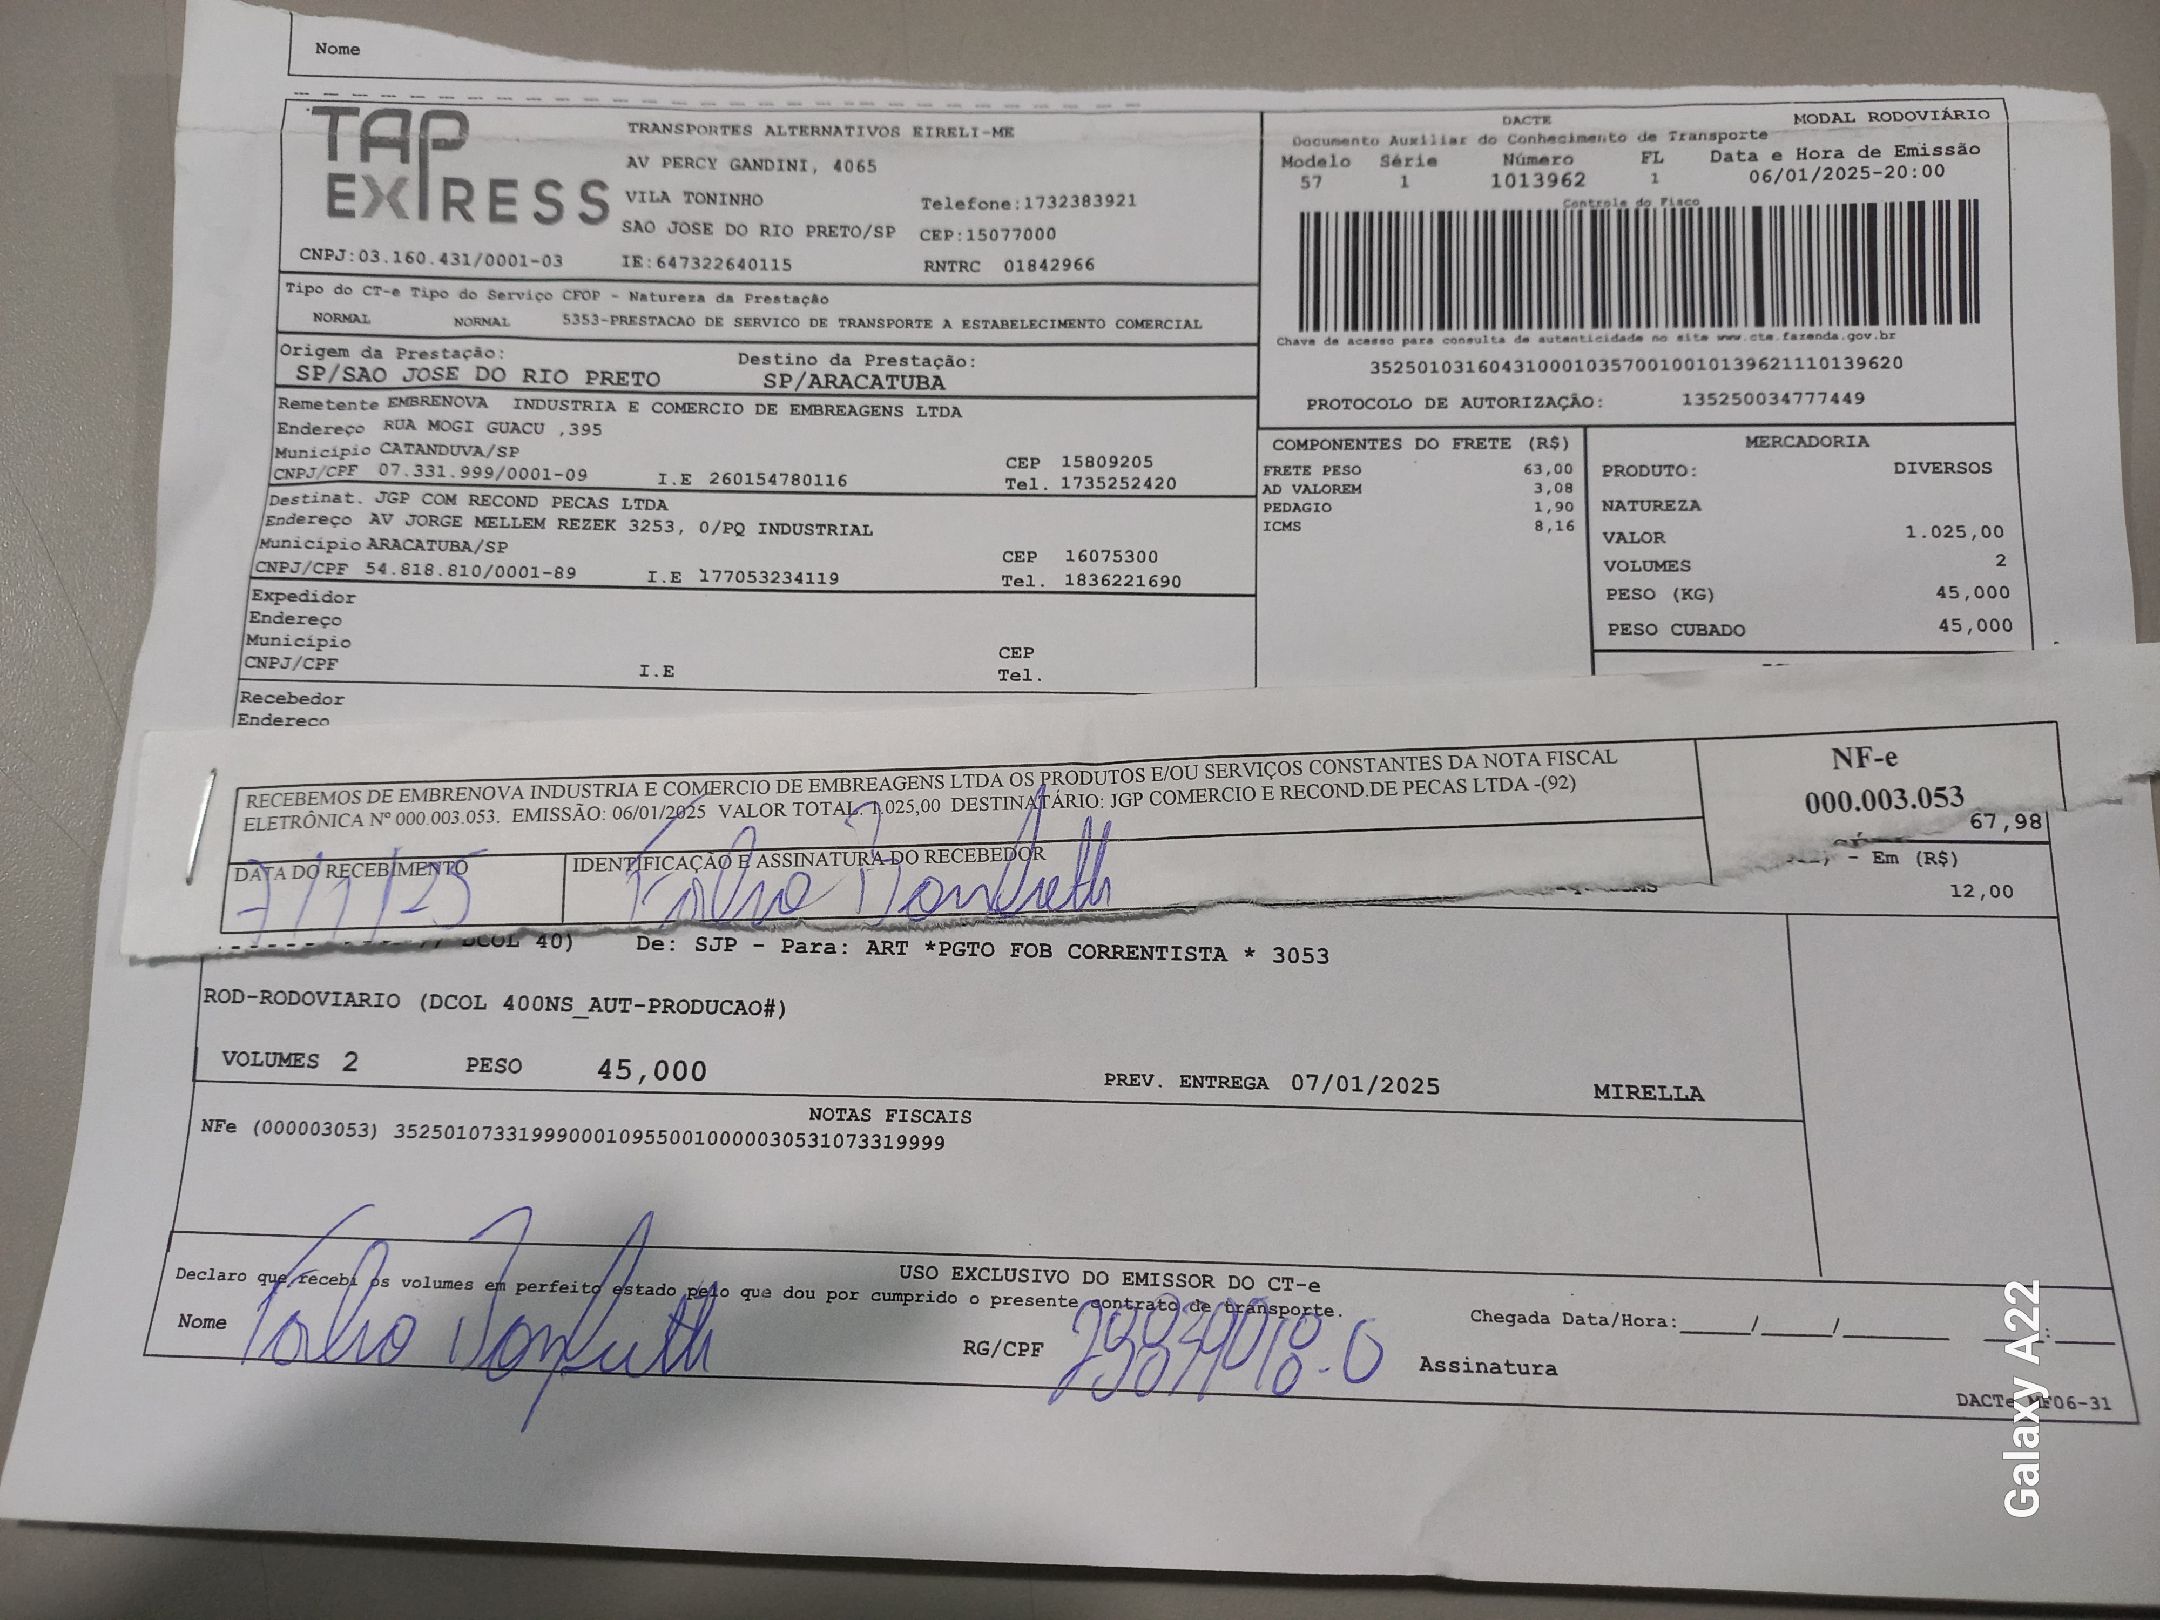 Nome
TAP EXPRESS
TRANSPORTES ALTERNATIVOS EIRELI-ME
AV PERCY GANDINI, 4065
VILA TONINHO Telefone:1732383921
SAO JOSE DO RIO PRETO/SP CEP:15077000
CNPJ:03.160.431/0001-03 IE:647322640115 RNTRC 01842966
DACTE MODAL RODOVIÁRIO
Documento Auxiliar do Conhecimento de Transporte
Modelo Série Número FL Data e Hora de Emissão
57 1 1013962 1 06/01/2025-20:00
Controle do Fisco
Chave de acesso para consulta de autenticidade no site www.cte.fazenda.gov.br
35250103160431000103570010010139621110139620
PROTOCOLO DE AUTORIZAÇÃO: 135250034777449
Tipo do CT-e Tipo do Serviço CFOP - Natureza da Prestação
NORMAL NORMAL 5353-PRESTACAO DE SERVICO DE TRANSPORTE A ESTABELECIMENTO COMERCIAL
Origem da Prestação: Destino da Prestação:
SP/SAO JOSE DO RIO PRETO SP/ARACATUBA
Remetente EMBRENOVA INDUSTRIA E COMERCIO DE EMBREAGENS LTDA
Endereço RUA MOGI GUACU ,395
Município CATANDUVA/SP CEP 15809205
CNPJ/CPF 07.331.999/0001-09 I.E 260154780116 Tel. 1735252420
Destinat. JGP COM RECOND PECAS LTDA
Endereço AV JORGE MELLEM REZEK 3253, 0/PQ INDUSTRIAL
Município ARACATUBA/SP CEP 16075300
CNPJ/CPF 54.818.810/0001-89 I.E 177053234119 Tel. 1836221690
Expedidor
Endereço
Município CEP
CNPJ/CPF I.E Tel.
Recebedor
Endereco
COMPONENTES DO FRETE (R$)
FRETE PESO 63,00
AD VALOREM 3,08
PEDAGIO 1,90
ICMS 8,16
MERCADORIA
PRODUTO: DIVERSOS
NATUREZA
VALOR 1.025,00
VOLUMES 2
PESO (KG) 45,000
PESO CUBADO 45,000
RECEBEMOS DE EMBRENOVA INDUSTRIA E COMERCIO DE EMBREAGENS LTDA OS PRODUTOS E/OU SERVIÇOS CONSTANTES DA NOTA FISCAL
ELETRÔNICA Nº 000.003.053. EMISSÃO: 06/01/2025 VALOR TOTAL. 1.025,00 DESTINATÁRIO: JGP COMERCIO E RECOND.DE PECAS LTDA -(92)
NF-e
000.003.053
67,98
DATA DO RECEBIMENTO IDENTIFICAÇÃO E ASSINATURA DO RECEBEDOR
7/1/25
- Em (R$)
12,00
DCOL 40) De: SJP - Para: ART *PGTO FOB CORRENTISTA * 3053
ROD-RODOVIARIO (DCOL 400NS_AUT-PRODUCAO#)
VOLUMES 2 PESO 45,000 PREV. ENTREGA 07/01/2025 MIRELLA
NOTAS FISCAIS
NFe (000003053) 35250107331999000109550010000030531073319999
USO EXCLUSIVO DO EMISSOR DO CT-e
Declaro que recebi os volumes em perfeito estado pelo que dou por cumprido o presente contrato de transporte.
Nome RG/CPF Chegada Data/Hora:_____/_____/________ ____:____
Assinatura
DACTe MF06-31
Galaxy A22